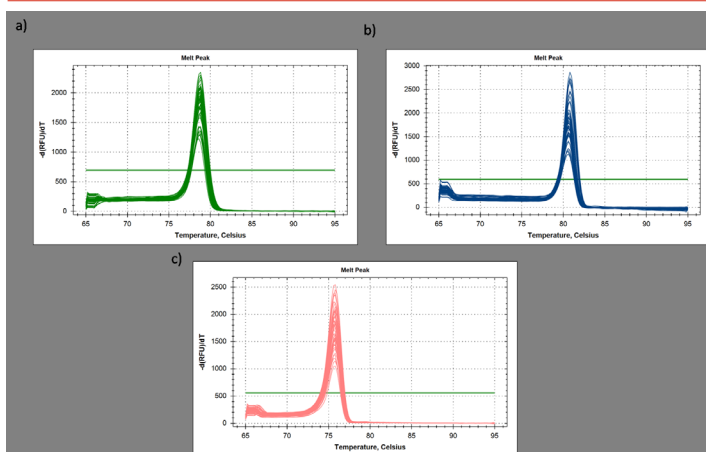 a)
Melt Peak
-d(RFU)/dT
2000
1500
1000
500
0
65 70 75 80 85 90 95
Temperature, Celsius
b)
Melt Peak
-d(RFU)/dT
3000
2500
2000
1500
1000
500
0
65 70 75 80 85 90 95
Temperature, Celsius
c)
Melt Peak
-d(RFU)/dT
2500
2000
1500
1000
500
0
65 70 75 80 85 90 95
Temperature, Celsius